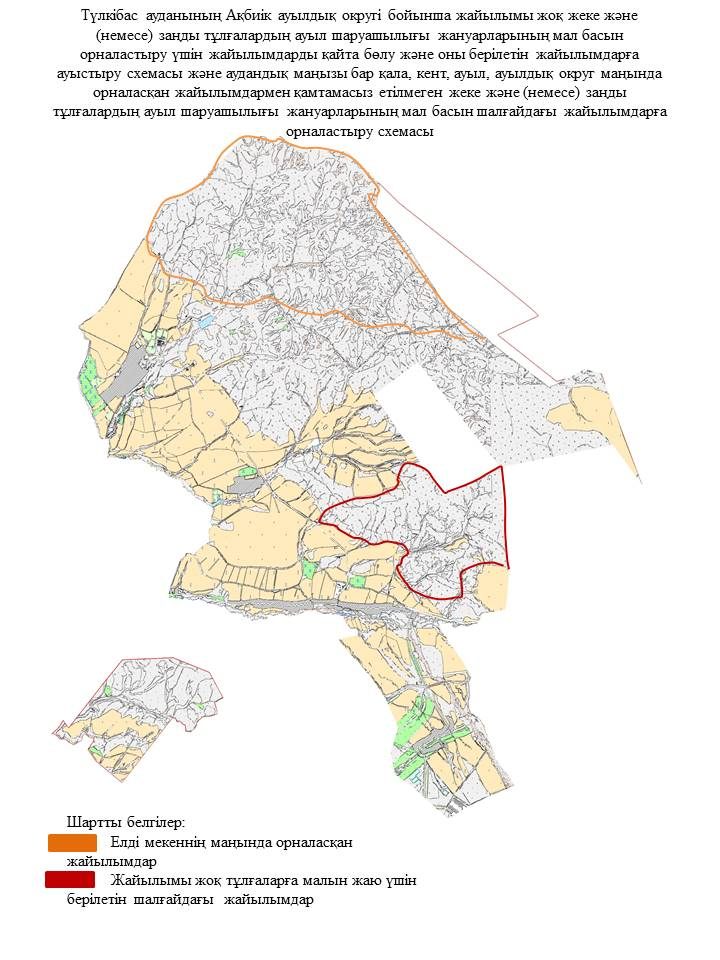 Түлкібас ауданының Ақбиік ауылдық округі бойынша жайылымы жоқ жеке және
(немесе) заңды тұлғалардың ауыл шаруашылығы жануарларының мал басын
орналастыру үшін жайылымдарды қайта бөлу және оны берілетін жайылымдарға
ауыстыру схемасы және аудандық маңызы бар қала, кент, ауыл, ауылдық округ маңында
орналасқан жайылымдармен қамтамасыз етілмеген жеке және (немесе) заңды
тұлғалардың ауыл шаруашылығы жануарларының мал басын шалғайдағы жайылымдарға
орналастыру схемасы
Шартты белгілер:
Елді мекеннің маңында орналасқан
жайылымдар
Жайылымы жоқ тұлғаларға малын жаю үшін
берілетін шалғайдағы жайылымдар